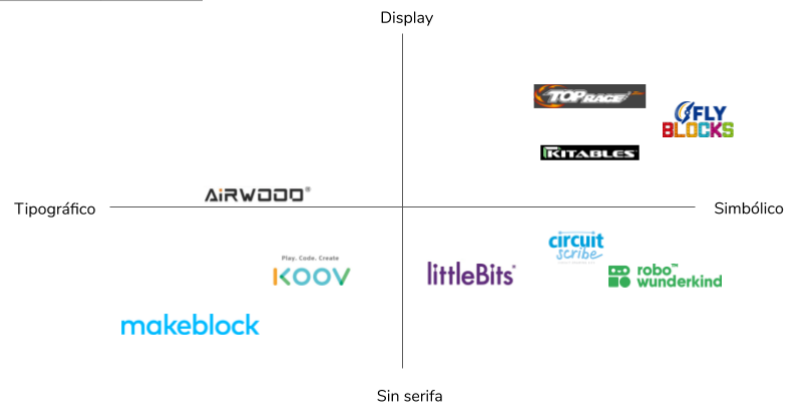 Display
TOP RACE
FLY
BLOCKS
KITABLES
AiRWOOD®
Tipográfico
Simbólico
circuit
scribe
Play. Code. Create
KOOV
littleBits
robo™
wunderkind
makeblock
Sin serifa